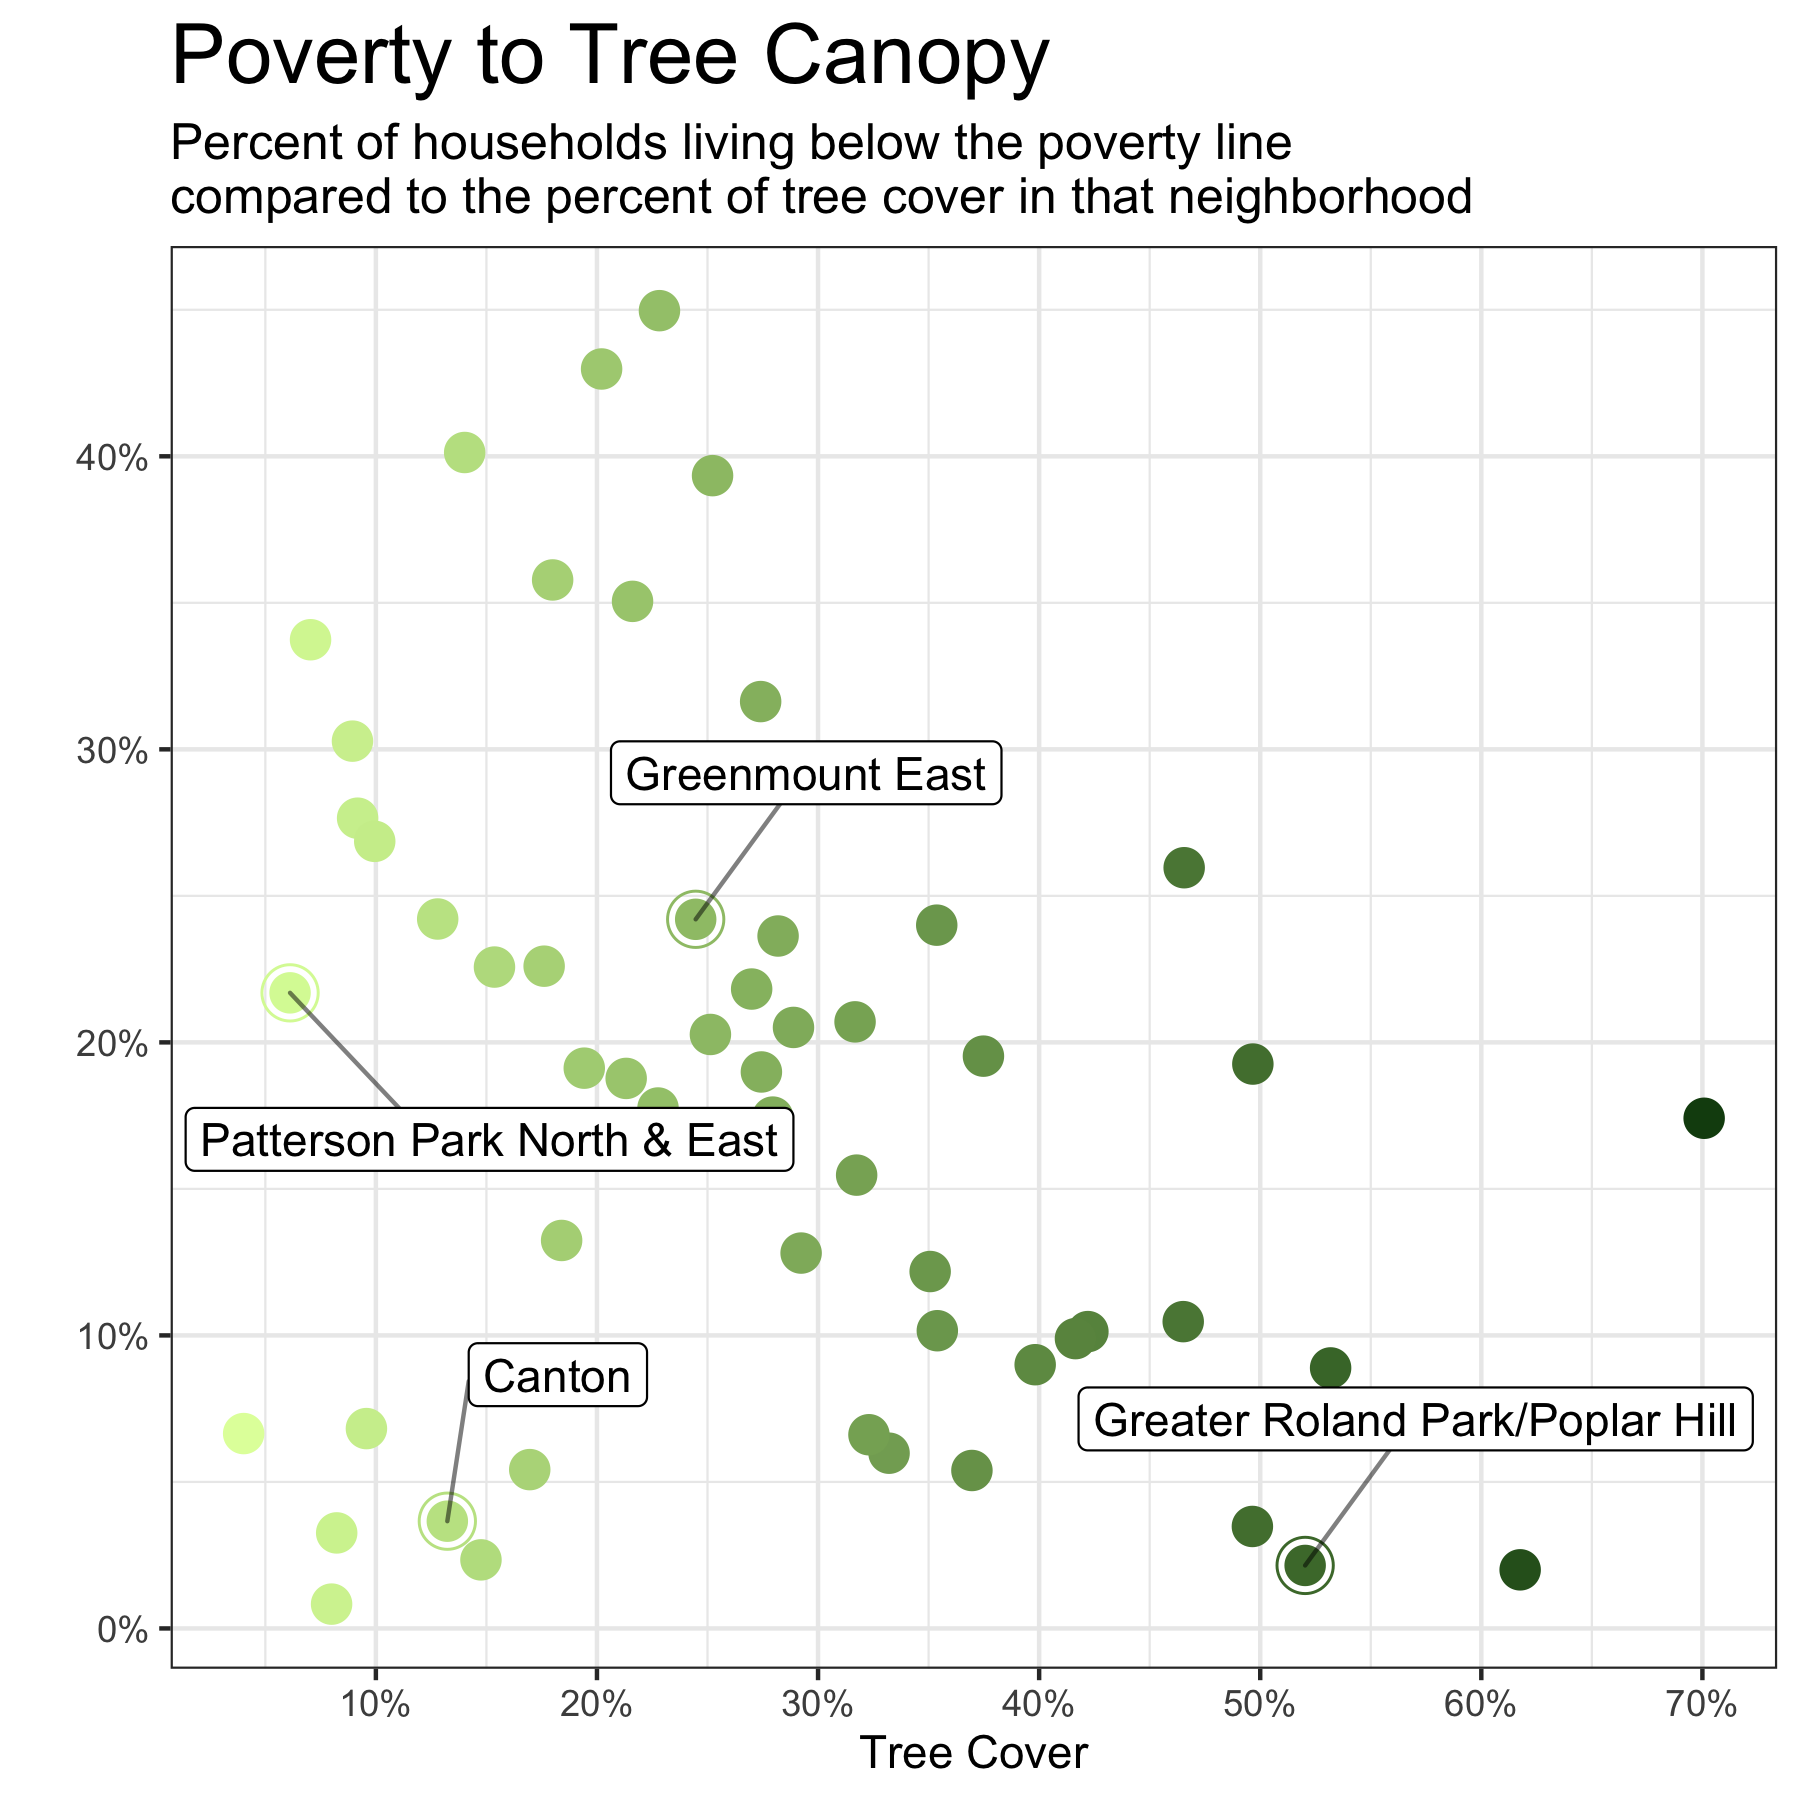 Poverty to Tree Canopy
Percent of households living below the poverty line
compared to the percent of tree cover in that neighborhood
40%
30%
Greenmount East
20%
Patterson Park North & East
10%
Canton
Greater Roland Park/Poplar Hill
0%
10% 20% 30% 40% 50% 60% 70%
Tree Cover